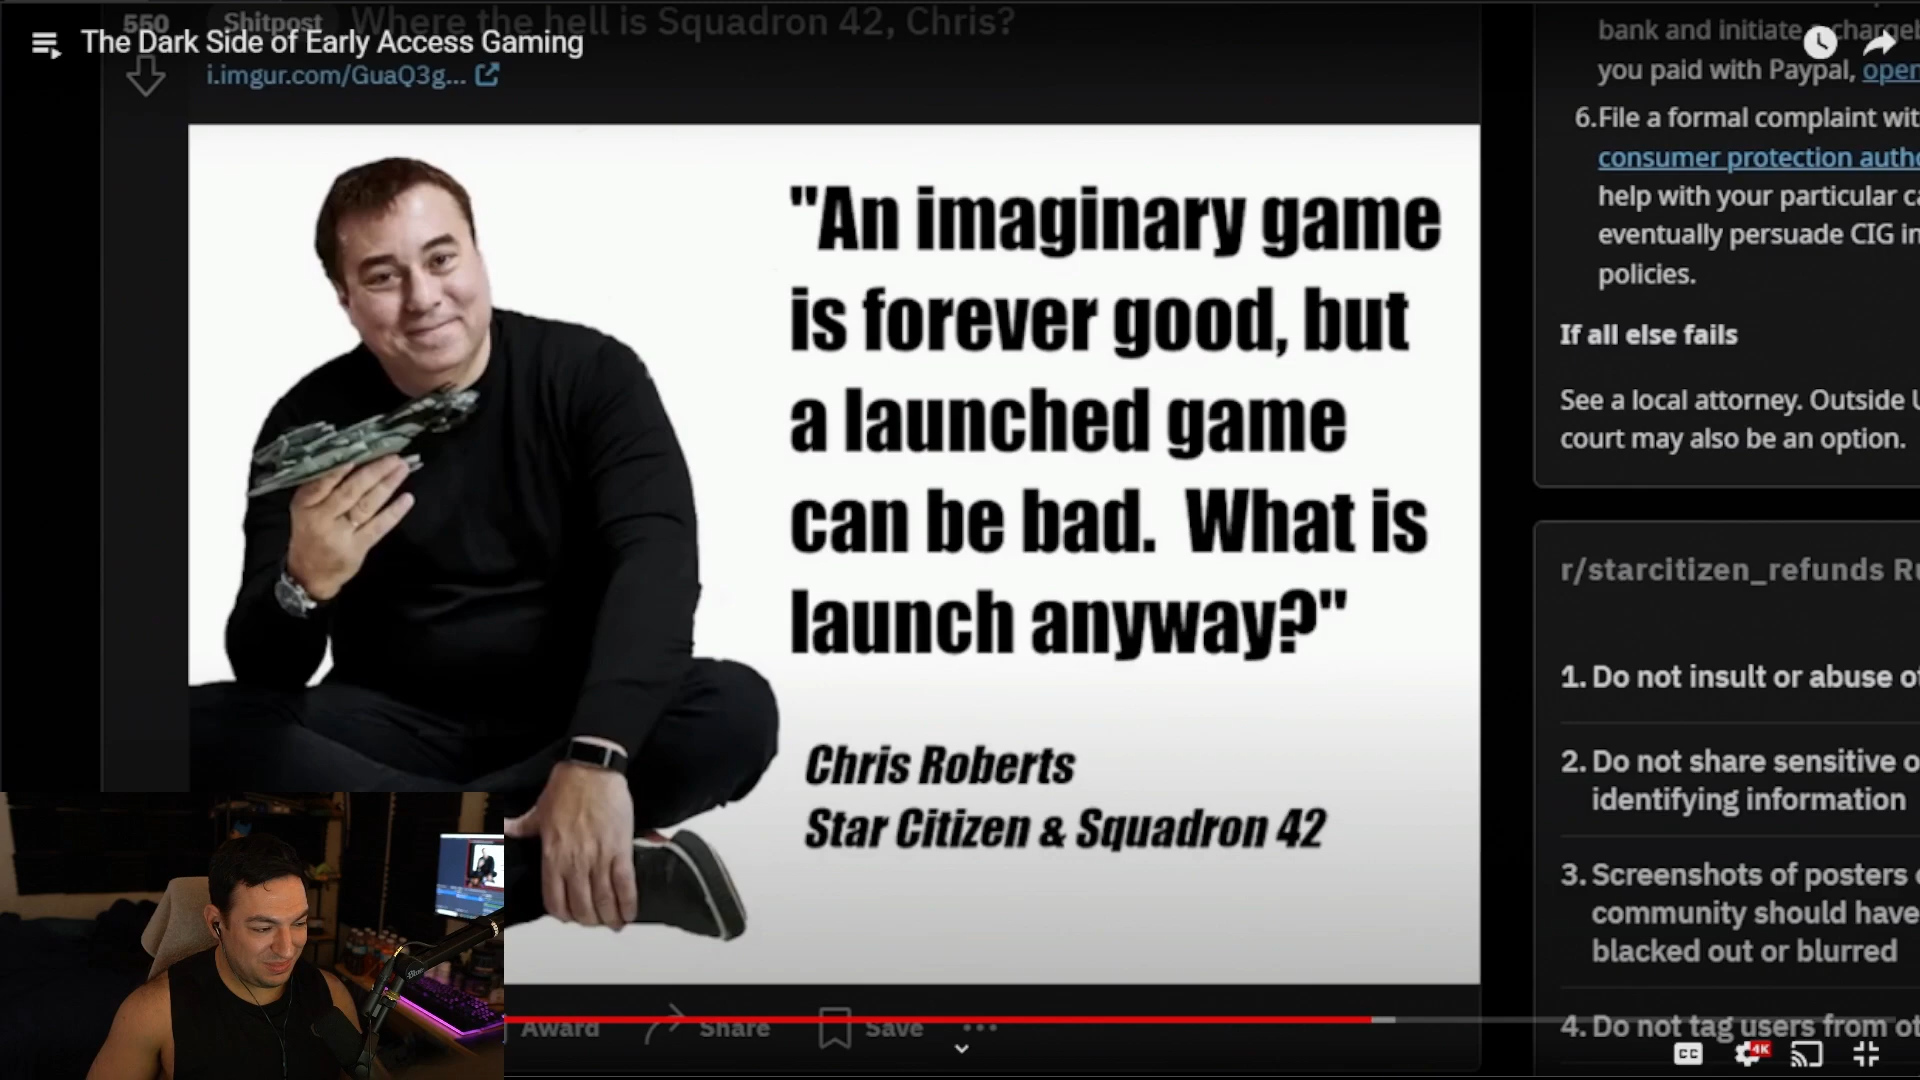 550
Shitpost Where the hell is Squadron 42, Chris?
The Dark Side of Early Access Gaming
i.imgur.com/GuaQ3g...
"An imaginary game
is forever good, but
a launched game
can be bad. What is
launch anyway?"
Chris Roberts
Star Citizen & Squadron 42
Award Share Save
bank and initiate a
you paid with Paypal, open
6. File a formal complaint
consumer protection
help with your particular
eventually persuade CIG
policies.
If all else fails
See a local attorney. Outside
court may also be an option.
r/starcitizen_refunds
1. Do not insult or abuse
2. Do not share sensitive
identifying information
3. Screenshots of posters
community should have
blacked out or blurred
4. Do not tag users from
CC
4K